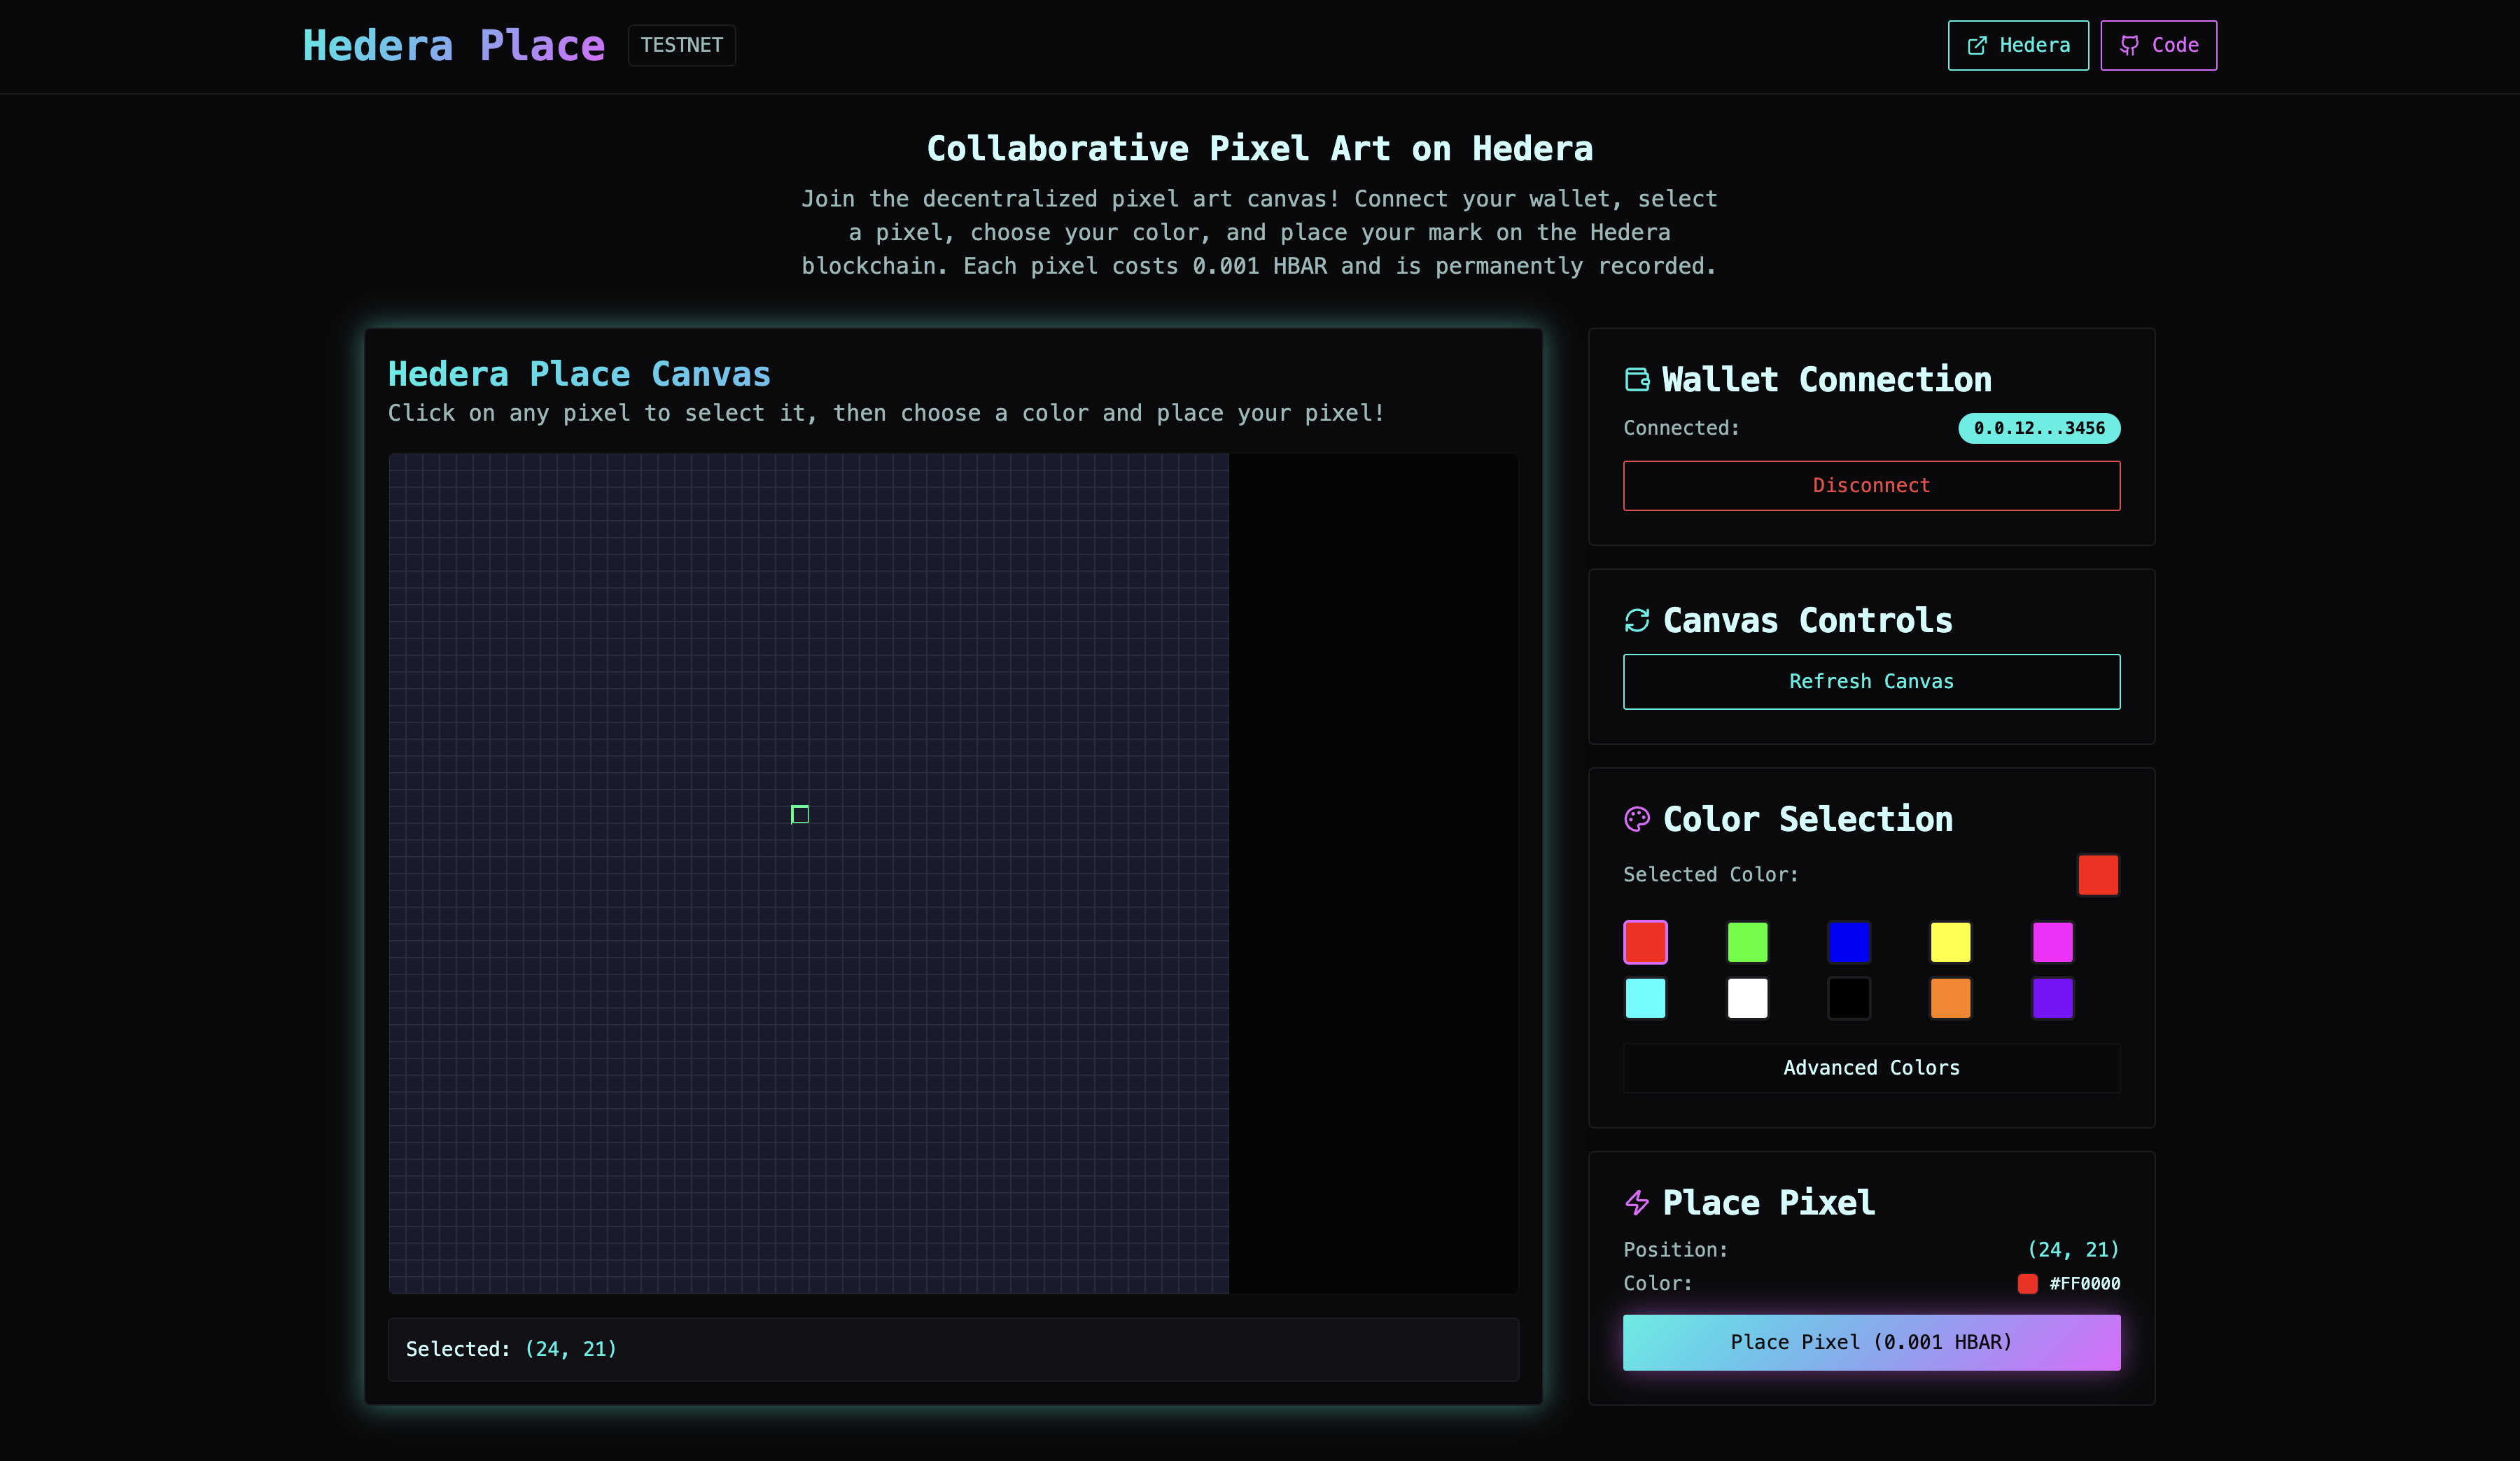 Hedera Place
TESTNET
Hedera
Code
Collaborative Pixel Art on Hedera
Join the decentralized pixel art canvas! Connect your wallet, select
a pixel, choose your color, and place your mark on the Hedera
blockchain. Each pixel costs 0.001 HBAR and is permanently recorded.
Hedera Place Canvas
Click on any pixel to select it, then choose a color and place your pixel!
Selected: (24, 21)
Wallet Connection
Connected:
0.0.12...3456
Disconnect
Canvas Controls
Refresh Canvas
Color Selection
Selected Color:
Advanced Colors
Place Pixel
Position:
(24, 21)
Color:
#FF0000
Place Pixel (0.001 HBAR)